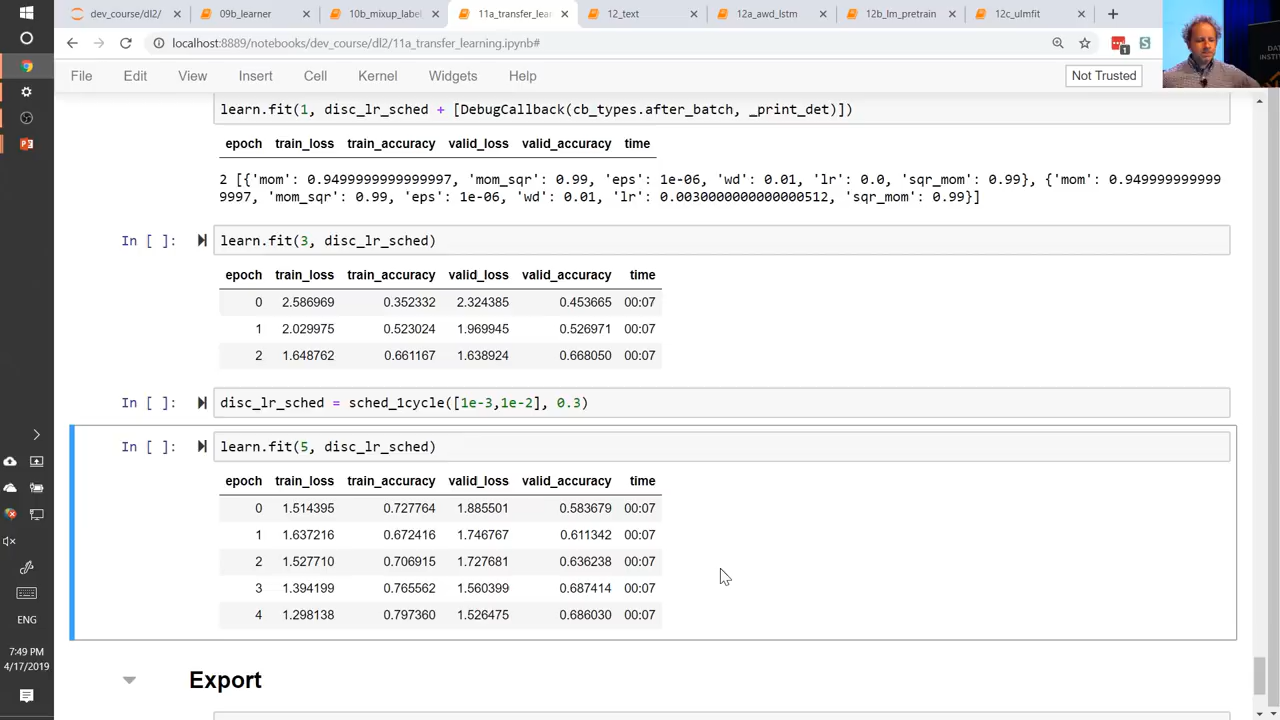 dev_course/dl2/
09b_learner
10b_mixup_label
11a_transfer_lea
12_text
12a_awd_lstm
12b_lm_pretrain
12c_ulmfit
localhost:8889/notebooks/dev_course/dl2/11a_transfer_learning.ipynb#
File Edit View Insert Cell Kernel Widgets Help
Not Trusted
learn.fit(1, disc_lr_sched + [DebugCallback(cb_types.after_batch, _print_det)])
epoch train_loss train_accuracy valid_loss valid_accuracy time
2 [{'mom': 0.9499999999999997, 'mom_sqr': 0.99, 'eps': 1e-06, 'wd': 0.01, 'lr': 0.0, 'sqr_mom': 0.99}, {'mom': 0.949999999999
9997, 'mom_sqr': 0.99, 'eps': 1e-06, 'wd': 0.01, 'lr': 0.0030000000000000512, 'sqr_mom': 0.99}]
In [ ]: learn.fit(3, disc_lr_sched)
epoch train_loss train_accuracy valid_loss valid_accuracy time
0 2.586969 0.352332 2.324385 0.453665 00:07
1 2.029975 0.523024 1.969945 0.526971 00:07
2 1.648762 0.661167 1.638924 0.668050 00:07
In [ ]: disc_lr_sched = sched_1cycle([1e-3,1e-2], 0.3)
In [ ]: learn.fit(5, disc_lr_sched)
epoch train_loss train_accuracy valid_loss valid_accuracy time
0 1.514395 0.727764 1.885501 0.583679 00:07
1 1.637216 0.672416 1.746767 0.611342 00:07
2 1.527710 0.706915 1.727681 0.636238 00:07
3 1.394199 0.765562 1.560399 0.687414 00:07
4 1.298138 0.797360 1.526475 0.686030 00:07
Export
ENG
7:49 PM
4/17/2019